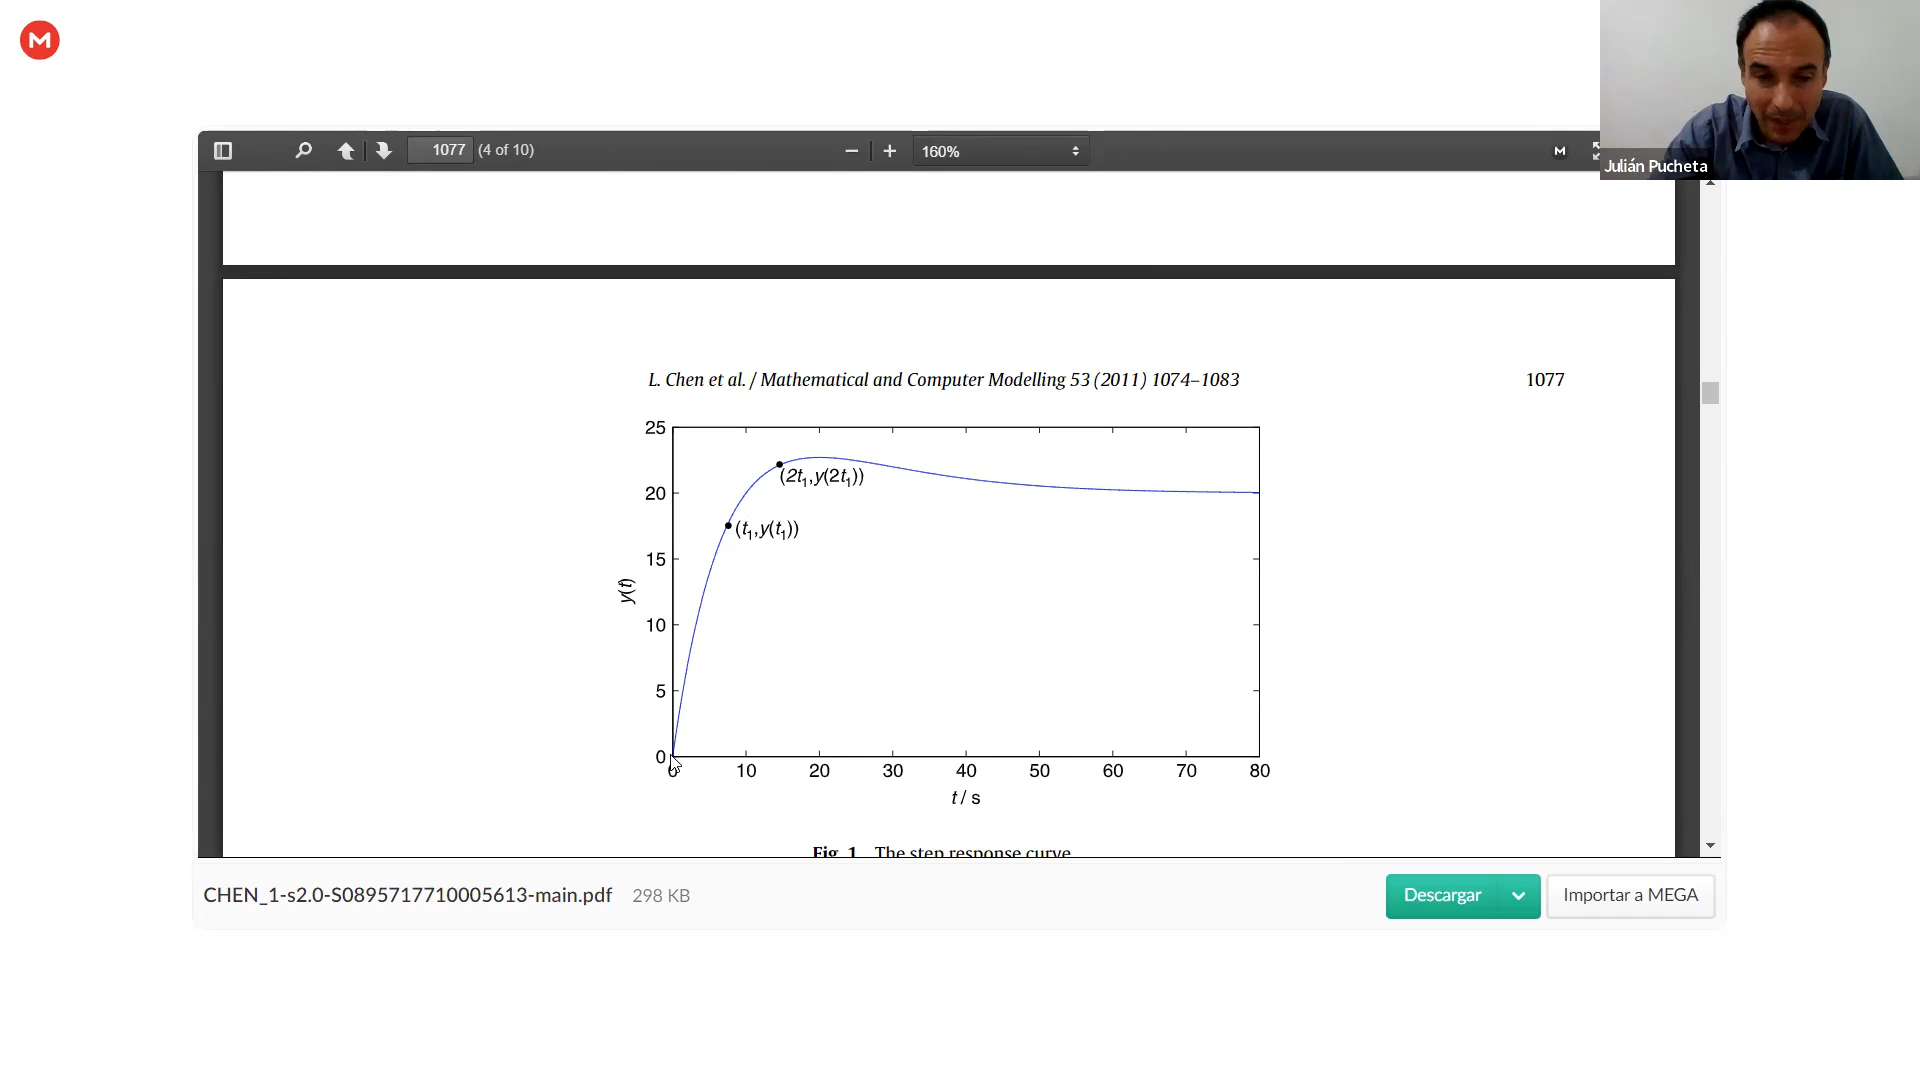 M
Julián Pucheta
1077 (4 of 10) 160% M
L. Chen et al. / Mathematical and Computer Modelling 53 (2011) 1074–1083 1077
25
(2t₁,y(2t₁))
20
(t₁,y(t₁))
15
y(t)
10
5
0
0 10 20 30 40 50 60 70 80
t / s
Fig. 1. The step response curve.
CHEN_1-s2.0-S0895717710005613-main.pdf 298 KB Descargar Importar a MEGA